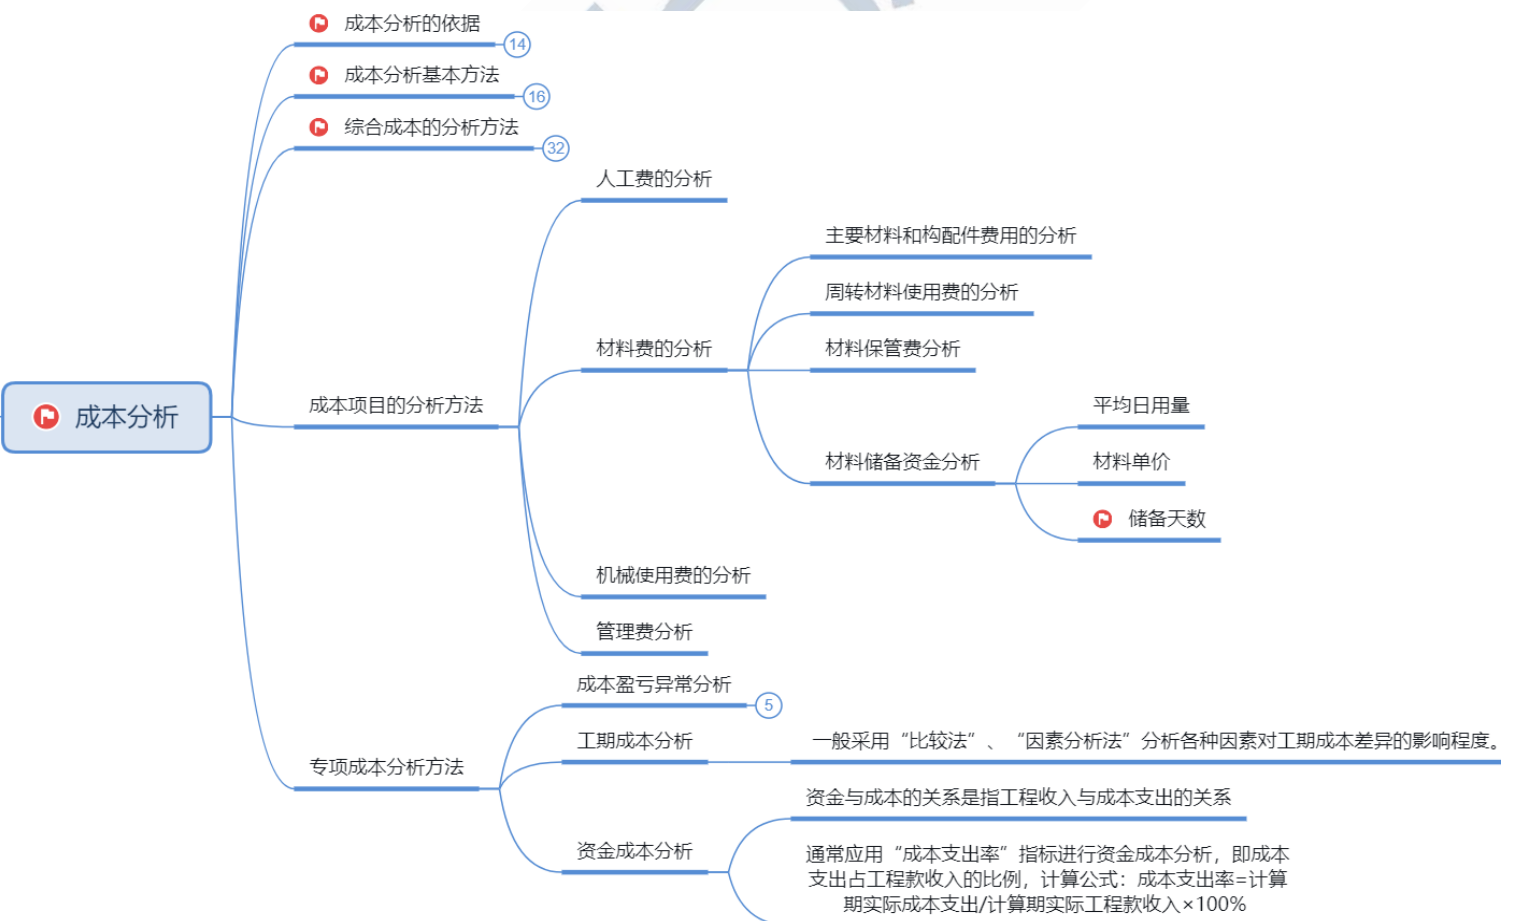 成本分析
成本分析的依据
14
成本分析基本方法
16
综合成本的分析方法
32
成本项目的分析方法
人工费的分析
材料费的分析
主要材料和构配件费用的分析
周转材料使用费的分析
材料保管费分析
材料储备资金分析
平均日用量
材料单价
储备天数
机械使用费的分析
管理费分析
专项成本分析方法
成本盈亏异常分析
5
工期成本分析
一般采用“比较法”、“因素分析法”分析各种因素对工期成本差异的影响程度。
资金成本分析
资金与成本的关系是指工程收入与成本支出的关系
通常应用“成本支出率”指标进行资金成本分析，即成本
支出占工程款收入的比例，计算公式：成本支出率=计算
期实际成本支出/计算期实际工程款收入×100%